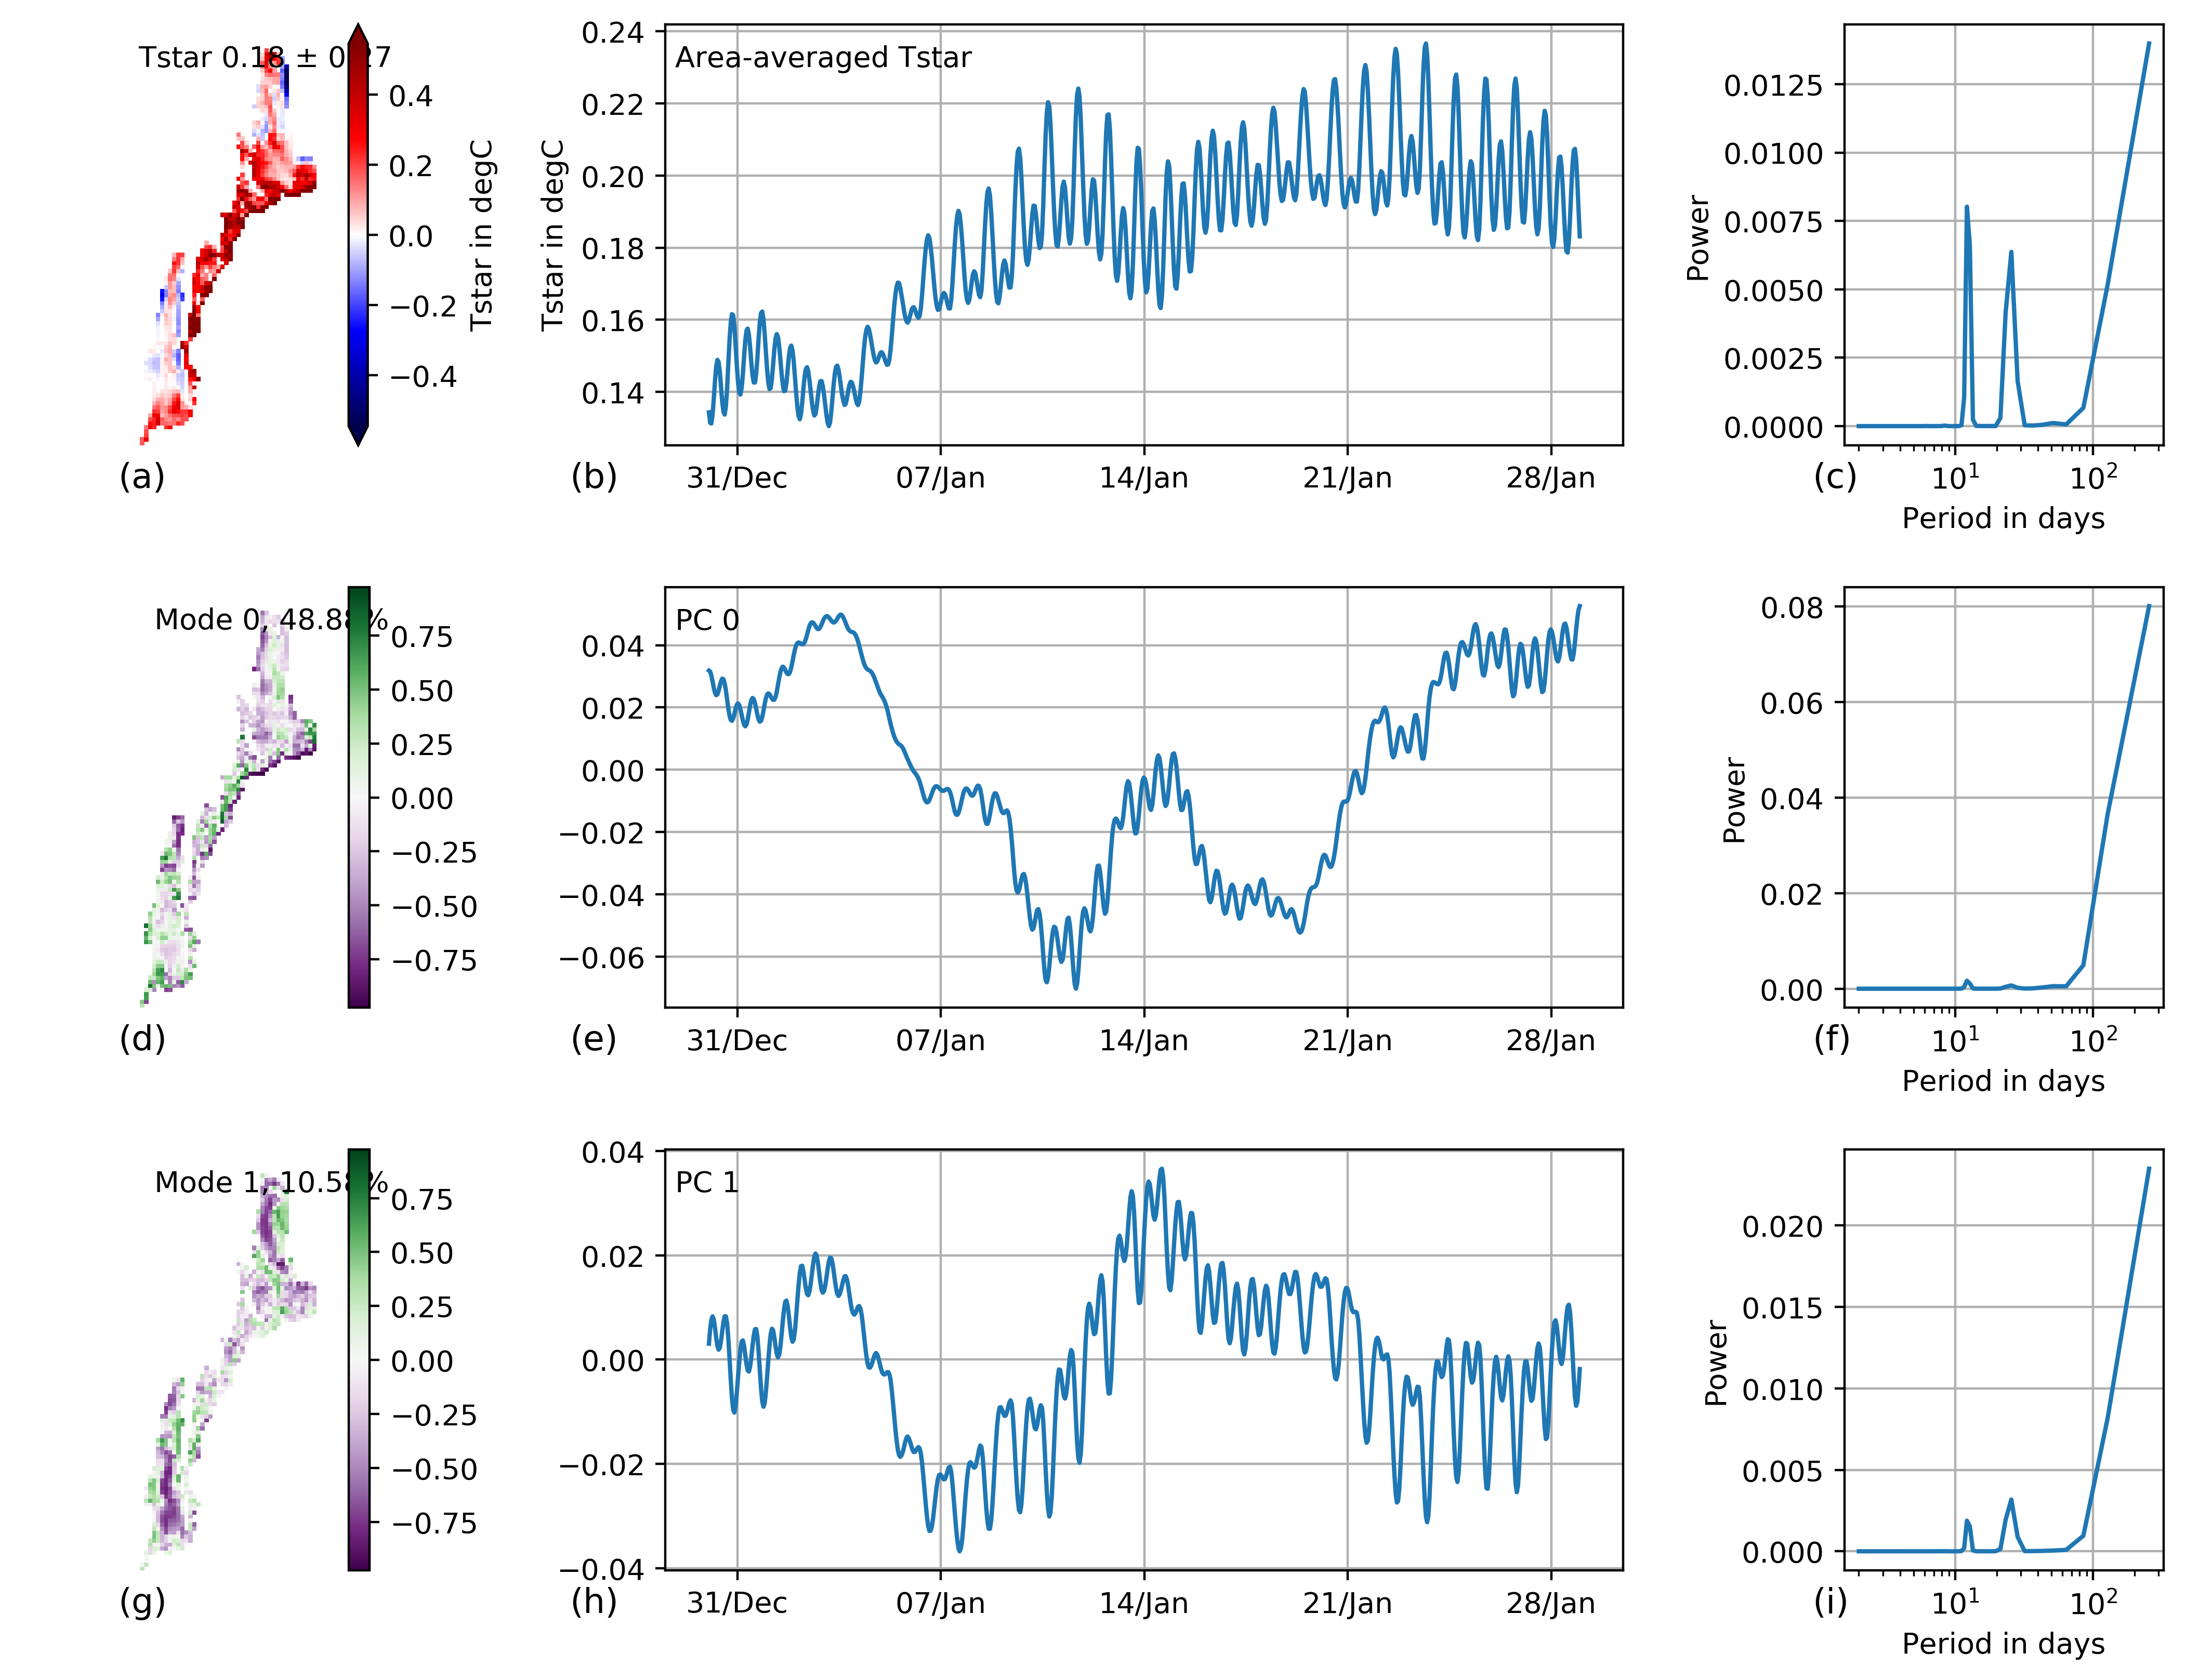 Tstar 0.18 ± 0.27
0.4
0.2
0.0
−0.2
−0.4
Tstar in degC
(a)
Area-averaged Tstar
Tstar in degC
0.24
0.22
0.20
0.18
0.16
0.14
31/Dec
07/Jan
14/Jan
21/Jan
28/Jan
(b)
Power
0.0125
0.0100
0.0075
0.0050
0.0025
0.0000
10¹
10²
Period in days
(c)
Mode 0, 48.88%
0.75
0.50
0.25
0.00
−0.25
−0.50
−0.75
(d)
PC 0
0.04
0.02
0.00
−0.02
−0.04
−0.06
31/Dec
07/Jan
14/Jan
21/Jan
28/Jan
(e)
Power
0.08
0.06
0.04
0.02
0.00
10¹
10²
Period in days
(f)
Mode 1, 10.58%
0.75
0.50
0.25
0.00
−0.25
−0.50
−0.75
(g)
PC 1
0.04
0.02
0.00
−0.02
−0.04
31/Dec
07/Jan
14/Jan
21/Jan
28/Jan
(h)
Power
0.020
0.015
0.010
0.005
0.000
10¹
10²
Period in days
(i)